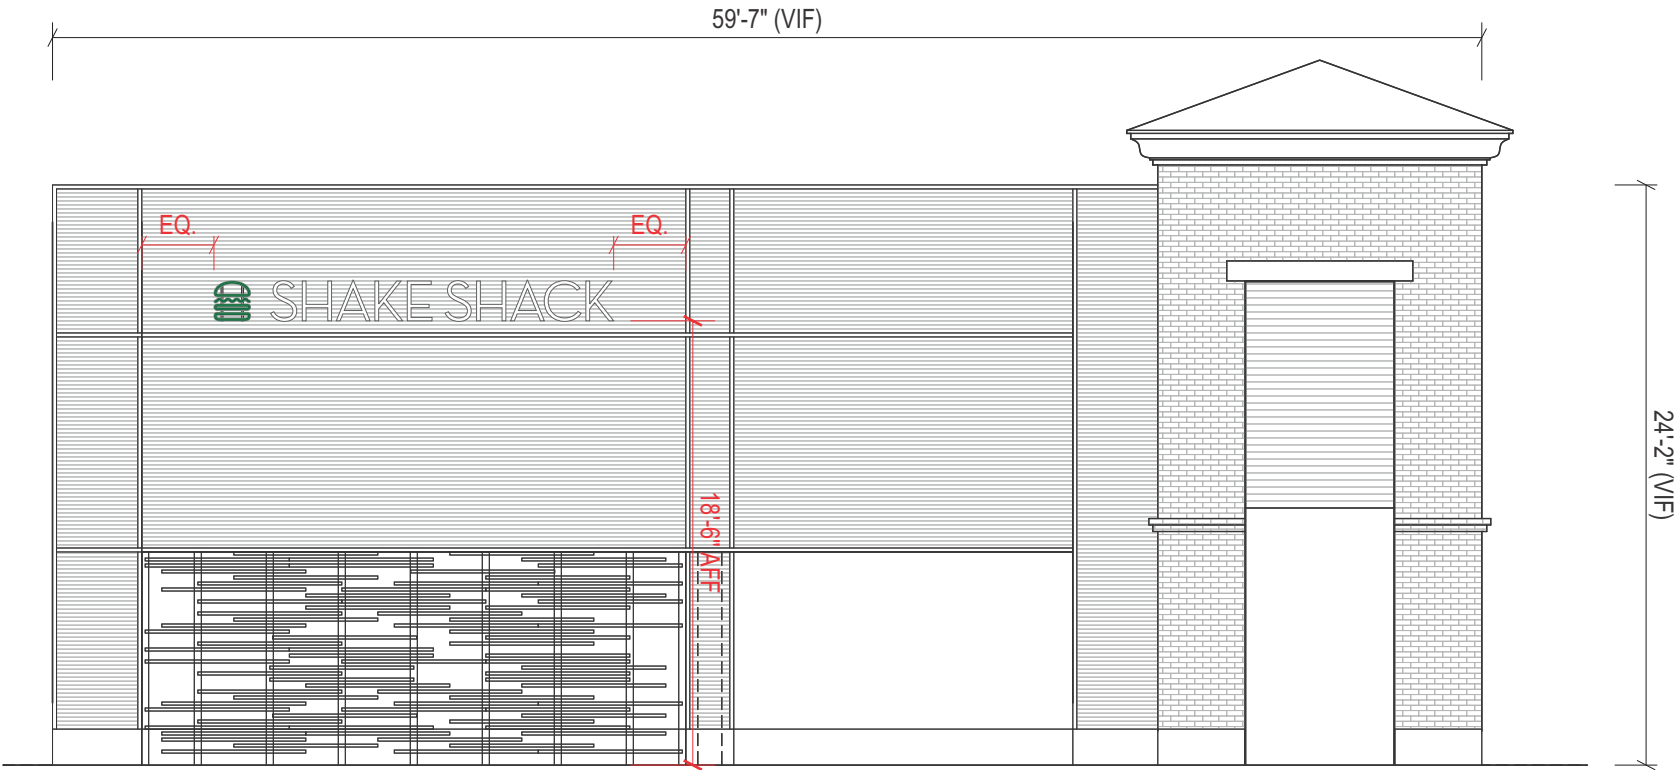 59'-7" (VIF)
EQ.
EQ.
SHAKE SHACK
24'-2" (VIF)
18'-6" AFF